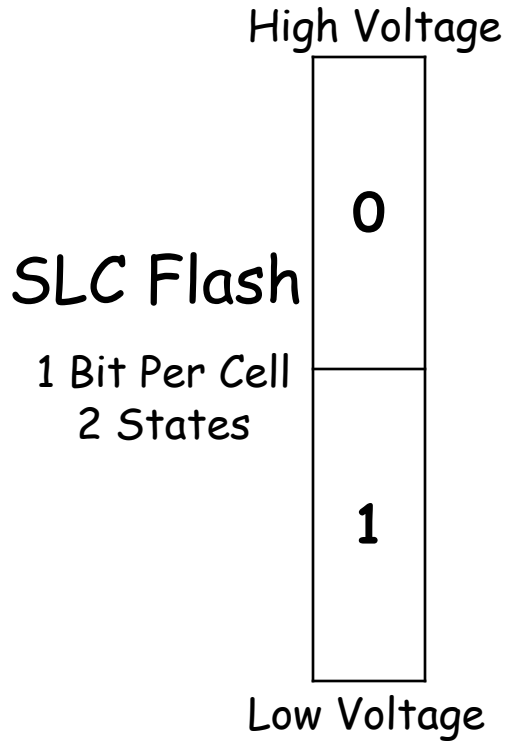 High Voltage
0
SLC Flash
1 Bit Per Cell
2 States
1
Low Voltage